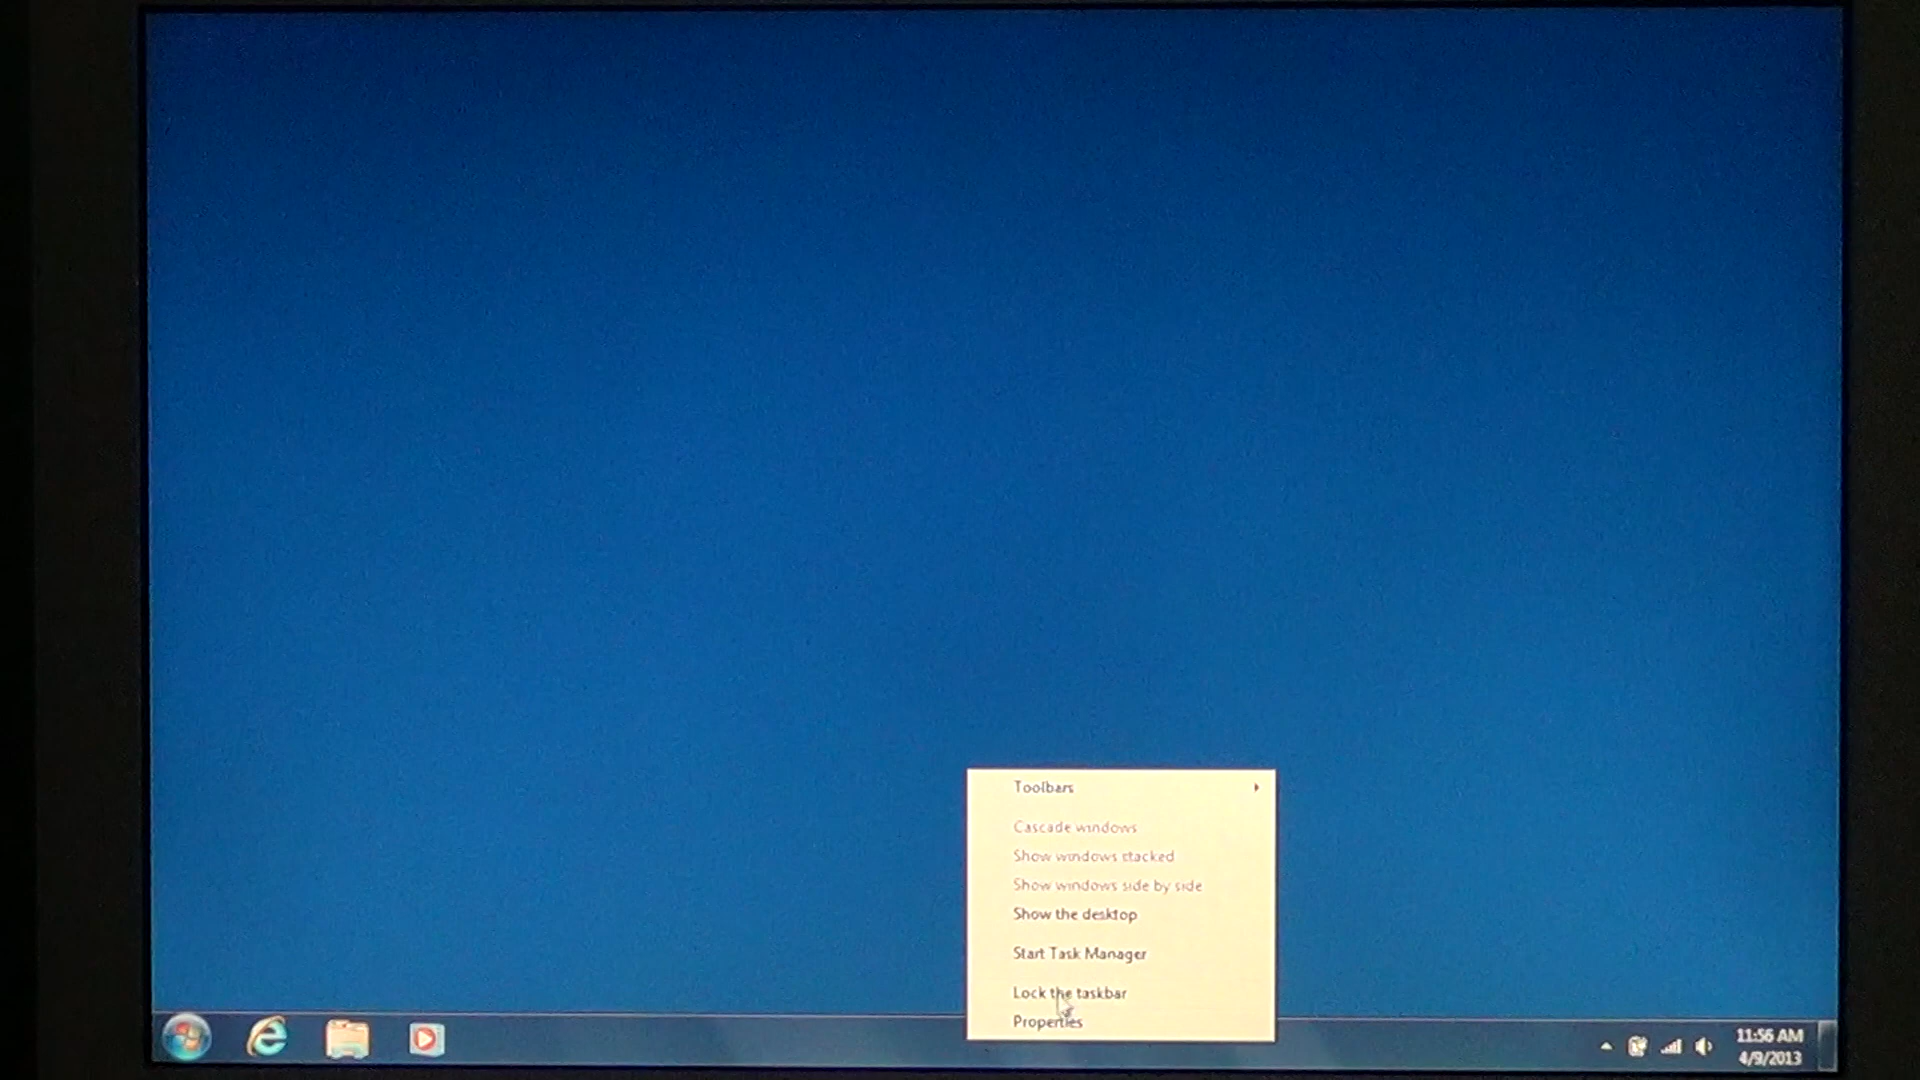 Toolbars
Cascade windows
Show windows stacked
Show windows side by side
Show the desktop
Start Task Manager
Lock the taskbar
Properties
11:56 AM
4/9/2013